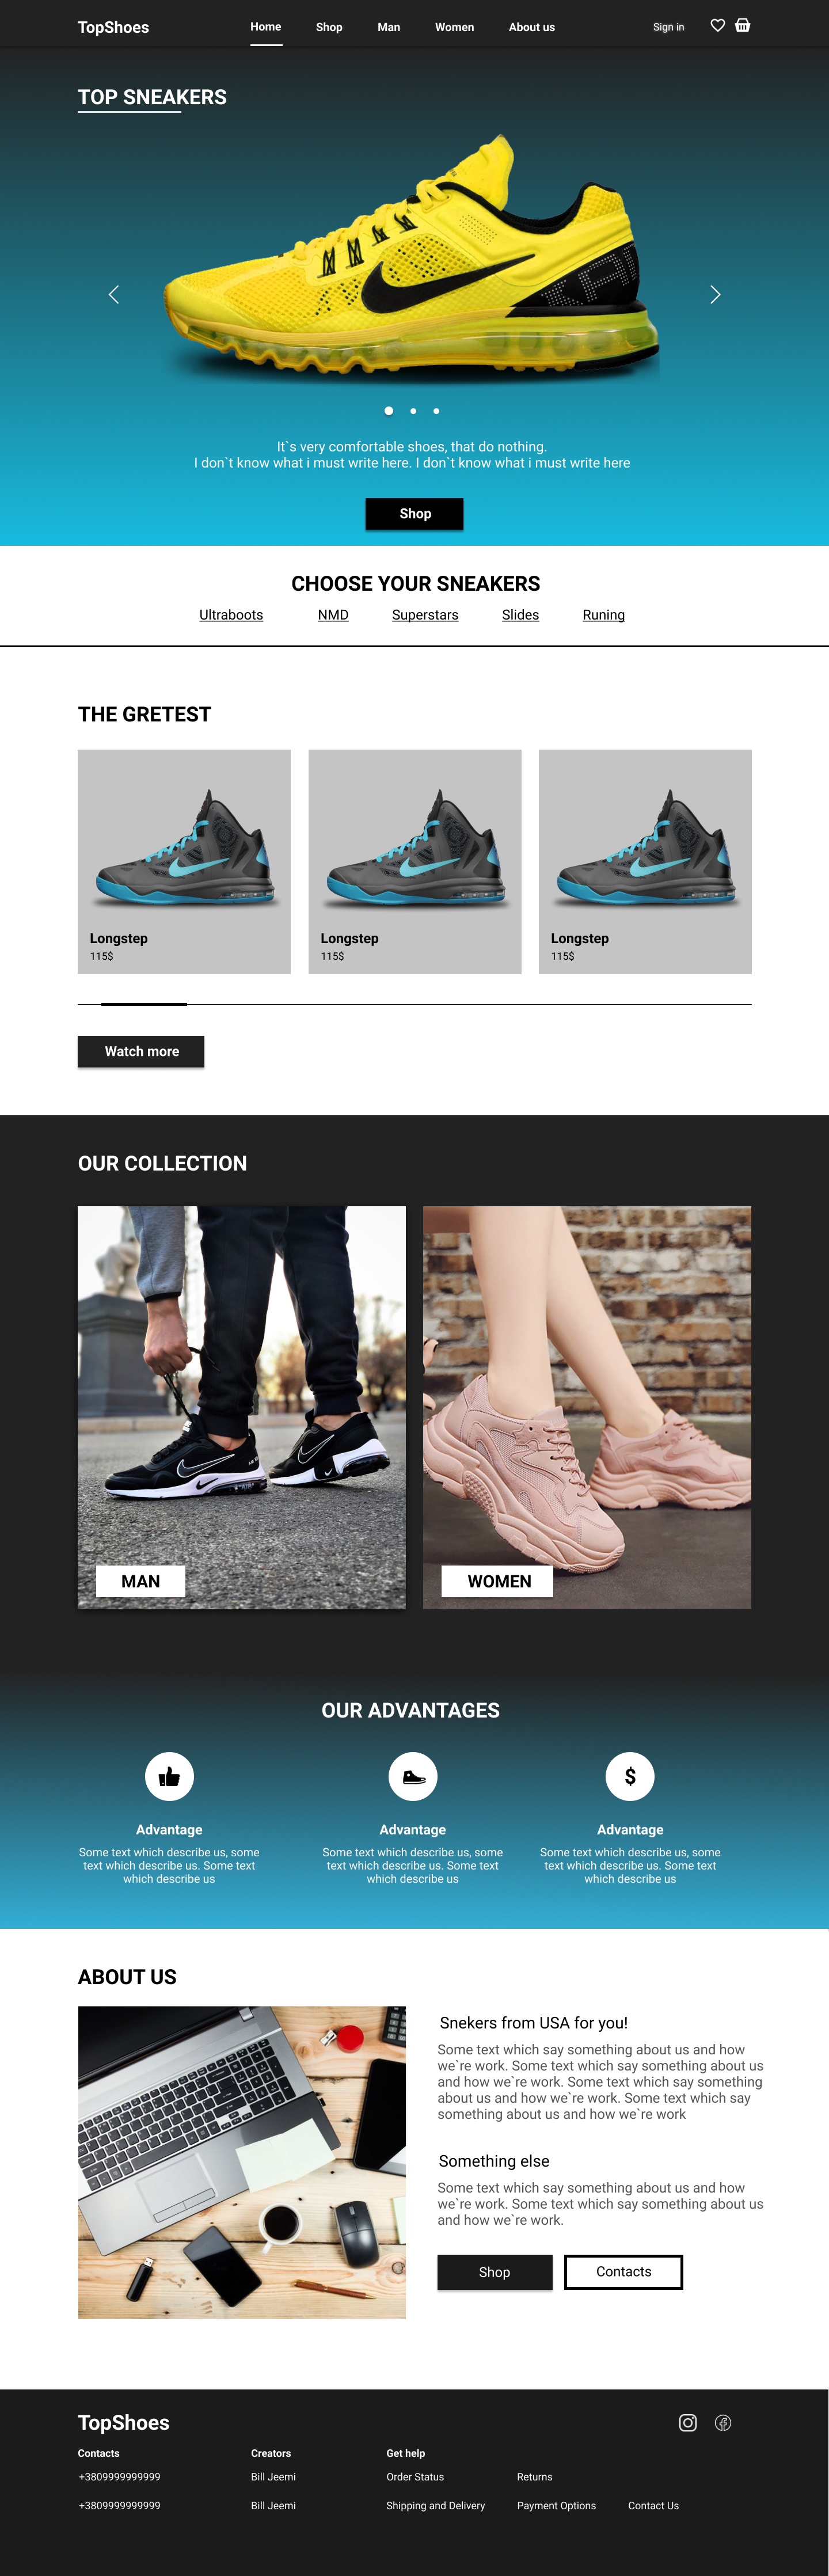 TopShoes
Home Shop Man Women About us Sign in
TOP SNEAKERS
It`s very comfortable shoes, that do nothing.
I don`t know what i must write here. I don`t know what i must write here
Shop
CHOOSE YOUR SNEAKERS
Ultraboots NMD Superstars Slides Runing
THE GRETEST
Longstep Longstep Longstep
115$ 115$ 115$
Watch more
OUR COLLECTION
MAN WOMEN
OUR ADVANTAGES
$
Advantage Advantage Advantage
Some text which describe us, some Some text which describe us, some Some text which describe us, some
text which describe us. Some text text which describe us. Some text text which describe us. Some text
which describe us which describe us which describe us
ABOUT US
Snekers from USA for you!
Some text which say something about us and how
we`re work. Some text which say something about us
and how we`re work. Some text which say something
about us and how we`re work. Some text which say
something about us and how we`re work
Something else
Some text which say something about us and how
we`re work. Some text which say something about us
and how we`re work.
Shop Contacts
TopShoes
Contacts Creators Get help
+3809999999999 Bill Jeemi Order Status Returns
+3809999999999 Bill Jeemi Shipping and Delivery Payment Options Contact Us